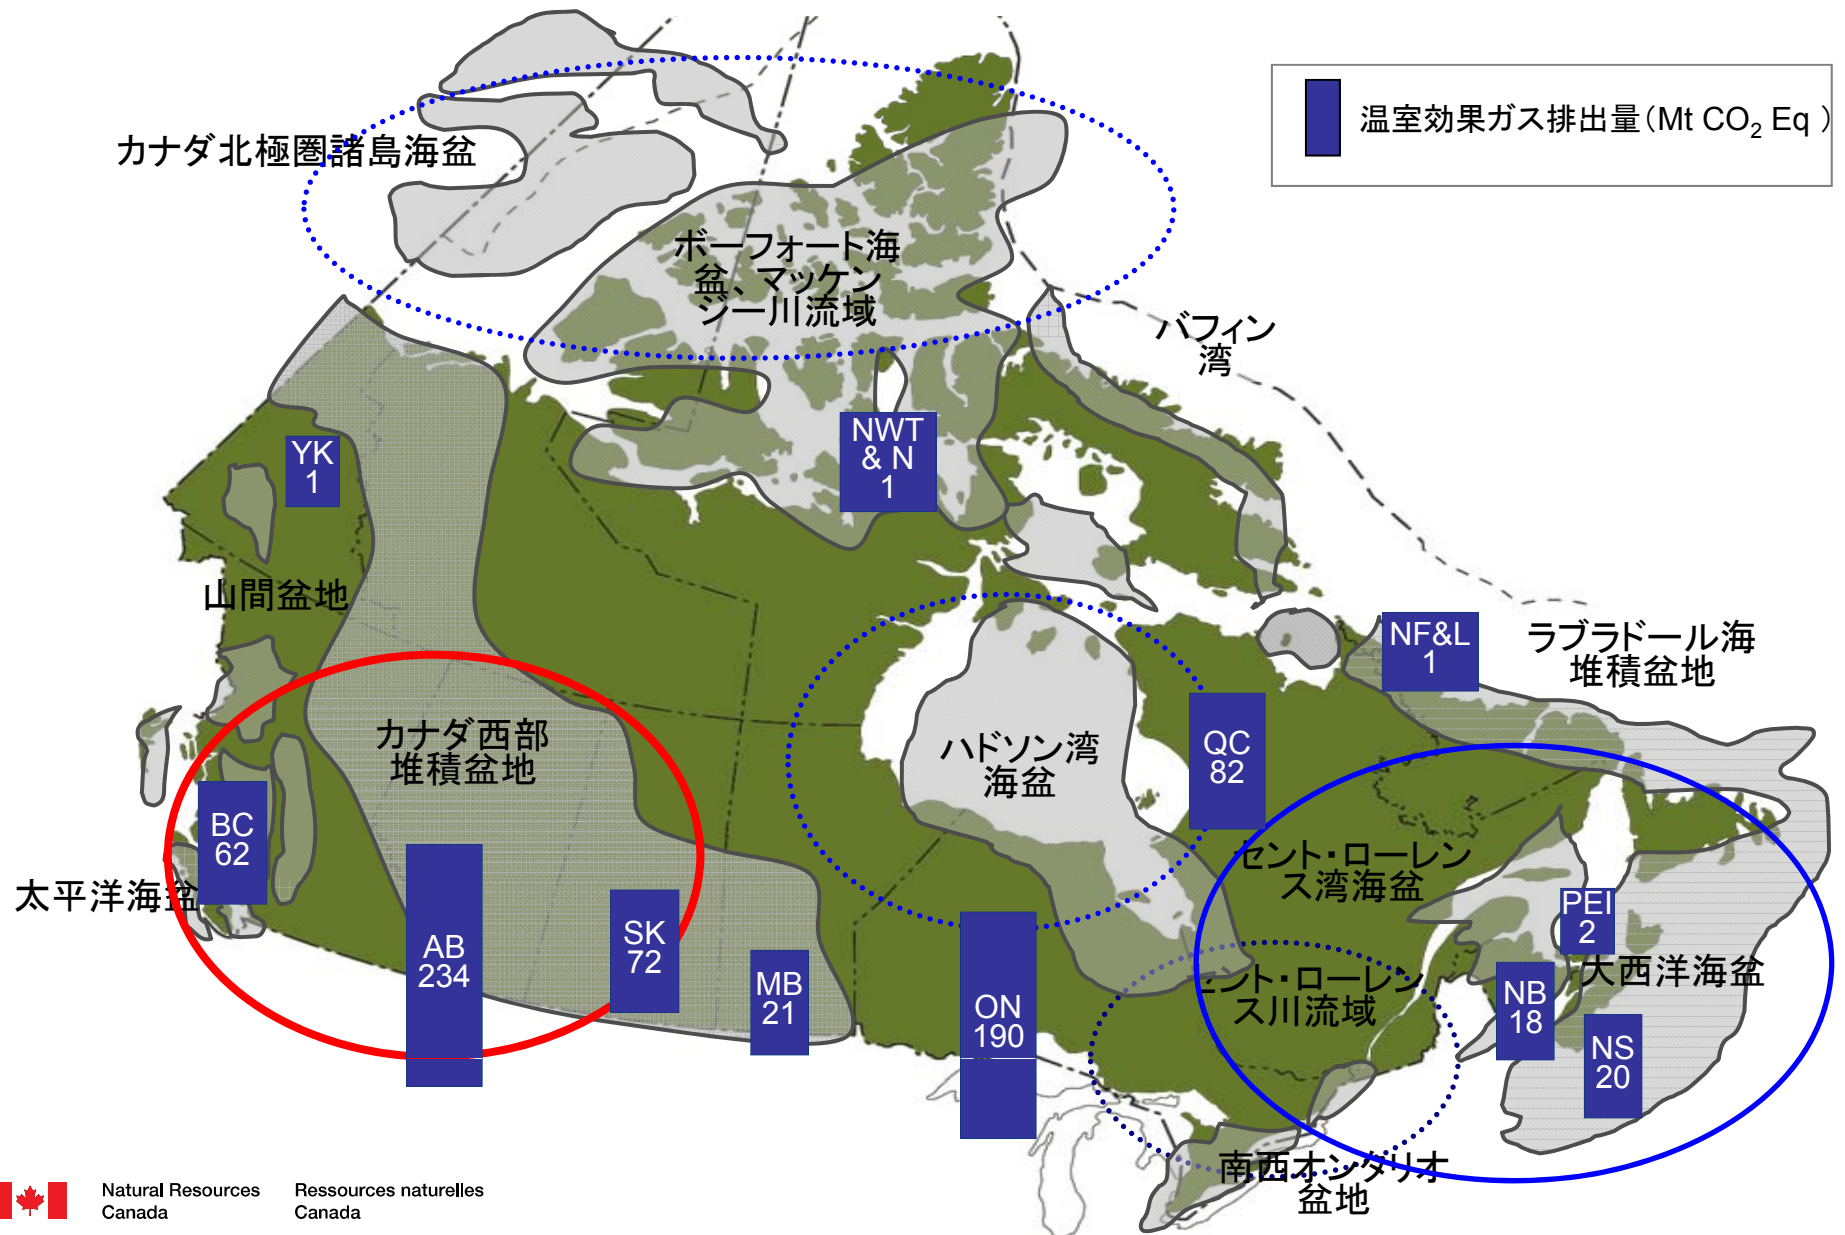 温室効果ガス排出量(Mt CO₂ Eq )
カナダ北極圏諸島海盆
ボーフォート海
盆、マッケン
ジー川流域
バフィン
湾
YK
1
NWT
& N
1
山間盆地
NF&L
1
ラブラドール海
堆積盆地
カナダ西部
堆積盆地
ハドソン湾
海盆
QC
82
BC
62
太平洋海盆
セント・ローレン
ス湾海盆
AB
234
SK
72
MB
21
ON
190
PEI
2
大西洋海盆
セント・ローレン
ス川流域
NB
18
NS
20
南西オンタリオ
盆地
Natural Resources
Canada
Ressources naturelles
Canada